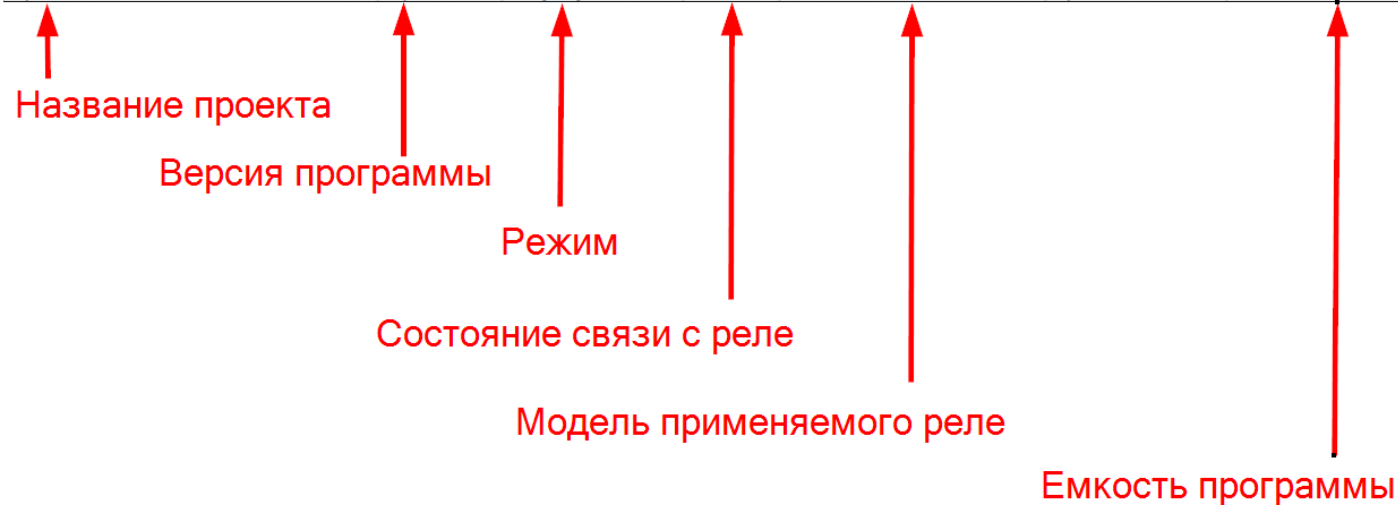 Название проекта
Версия программы
Режим
Состояние связи с реле
Модель применяемого реле
Емкость программы